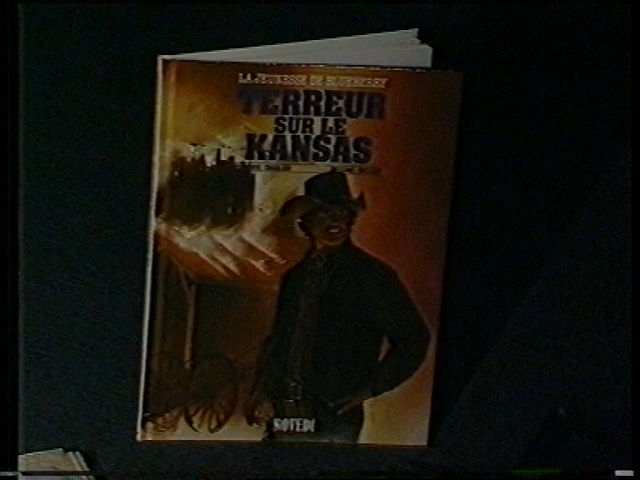 LA JEUNESSE DE BLUEBERRY
TERREUR
SUR LE
KANSAS
NOVEDI